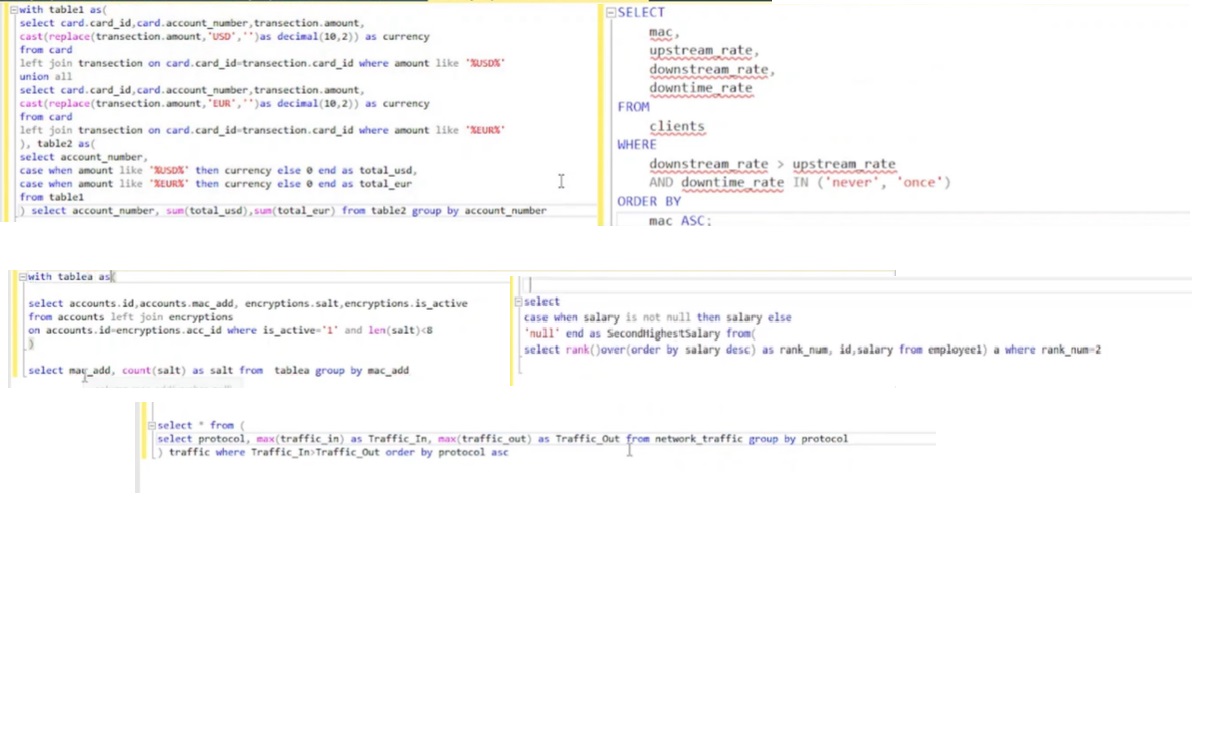 with table1 as(
select card.card_id,card.account_number,transection.amount,
cast(replace(transection.amount,'USD','')as decimal(10,2)) as currency
from card
left join transection on card.card_id=transection.card_id where amount like '%USD%'
union all
select card.card_id,card.account_number,transection.amount,
cast(replace(transection.amount,'EUR','')as decimal(10,2)) as currency
from card
left join transection on card.card_id=transection.card_id where amount like '%EUR%'
), table2 as(
select account_number,
case when amount like '%USD%' then currency else 0 end as total_usd,
case when amount like '%EUR%' then currency else 0 end as total_eur
from table1
) select account_number, sum(total_usd),sum(total_eur) from table2 group by account_number
SELECT
mac,
upstream_rate,
downstream_rate,
downtime_rate
FROM
clients
WHERE
downstream_rate > upstream_rate
AND downtime_rate IN ('never', 'once')
ORDER BY
mac ASC;
with tablea as(
select accounts.id,accounts.mac_add, encryptions.salt,encryptions.is_active
from accounts left join encryptions
on accounts.id=encryptions.acc_id where is_active='1' and len(salt)<8
)
select mac_add, count(salt) as salt from tablea group by mac_add
select
case when salary is not null then salary else
'null' end as SecondHighestSalary from(
select rank()over(order by salary desc) as rank_num, id,salary from employee1) a where rank_num=2
select * from (
select protocol, max(traffic_in) as Traffic_In, max(traffic_out) as Traffic_Out from network_traffic group by protocol
) traffic where Traffic_In>Traffic_Out order by protocol asc